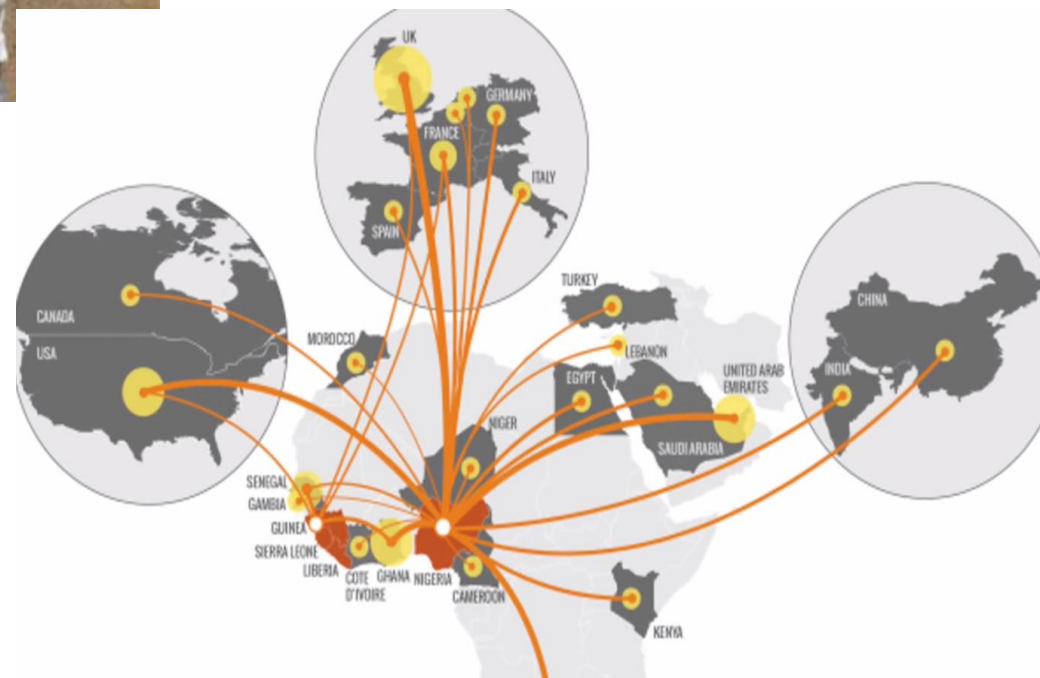 UK
GERMANY
FRANCE
ITALY
SPAIN
CANADA
USA
MOROCCO
TURKEY
LEBANON
EGYPT
UNITED ARAB
EMIRATES
SAUDI ARABIA
CHINA
INDIA
NIGER
SENEGAL
GAMBIA
GUINEA
SIERRA LEONE
LIBERIA
COTE
D'IVOIRE
GHANA
NIGERIA
CAMEROON
KENYA